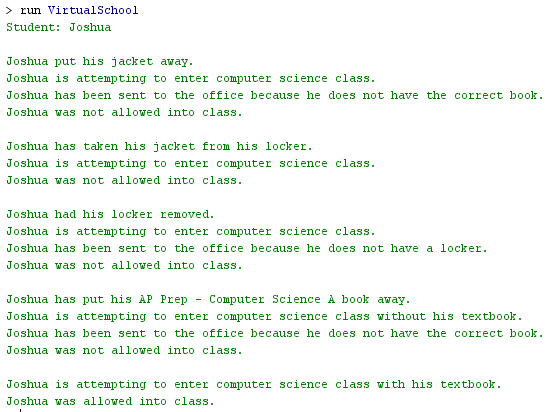 > run VirtualSchool
Student: Joshua
Joshua put his jacket away.
Joshua is attempting to enter computer science class.
Joshua has been sent to the office because he does not have the correct book.
Joshua was not allowed into class.
Joshua has taken his jacket from his locker.
Joshua is attempting to enter computer science class.
Joshua was not allowed into class.
Joshua had his locker removed.
Joshua is attempting to enter computer science class.
Joshua has been sent to the office because he does not have a locker.
Joshua was not allowed into class.
Joshua has put his AP Prep - Computer Science A book away.
Joshua is attempting to enter computer science class without his textbook.
Joshua has been sent to the office because he does not have the correct book.
Joshua was not allowed into class.
Joshua is attempting to enter computer science class with his textbook.
Joshua was allowed into class.